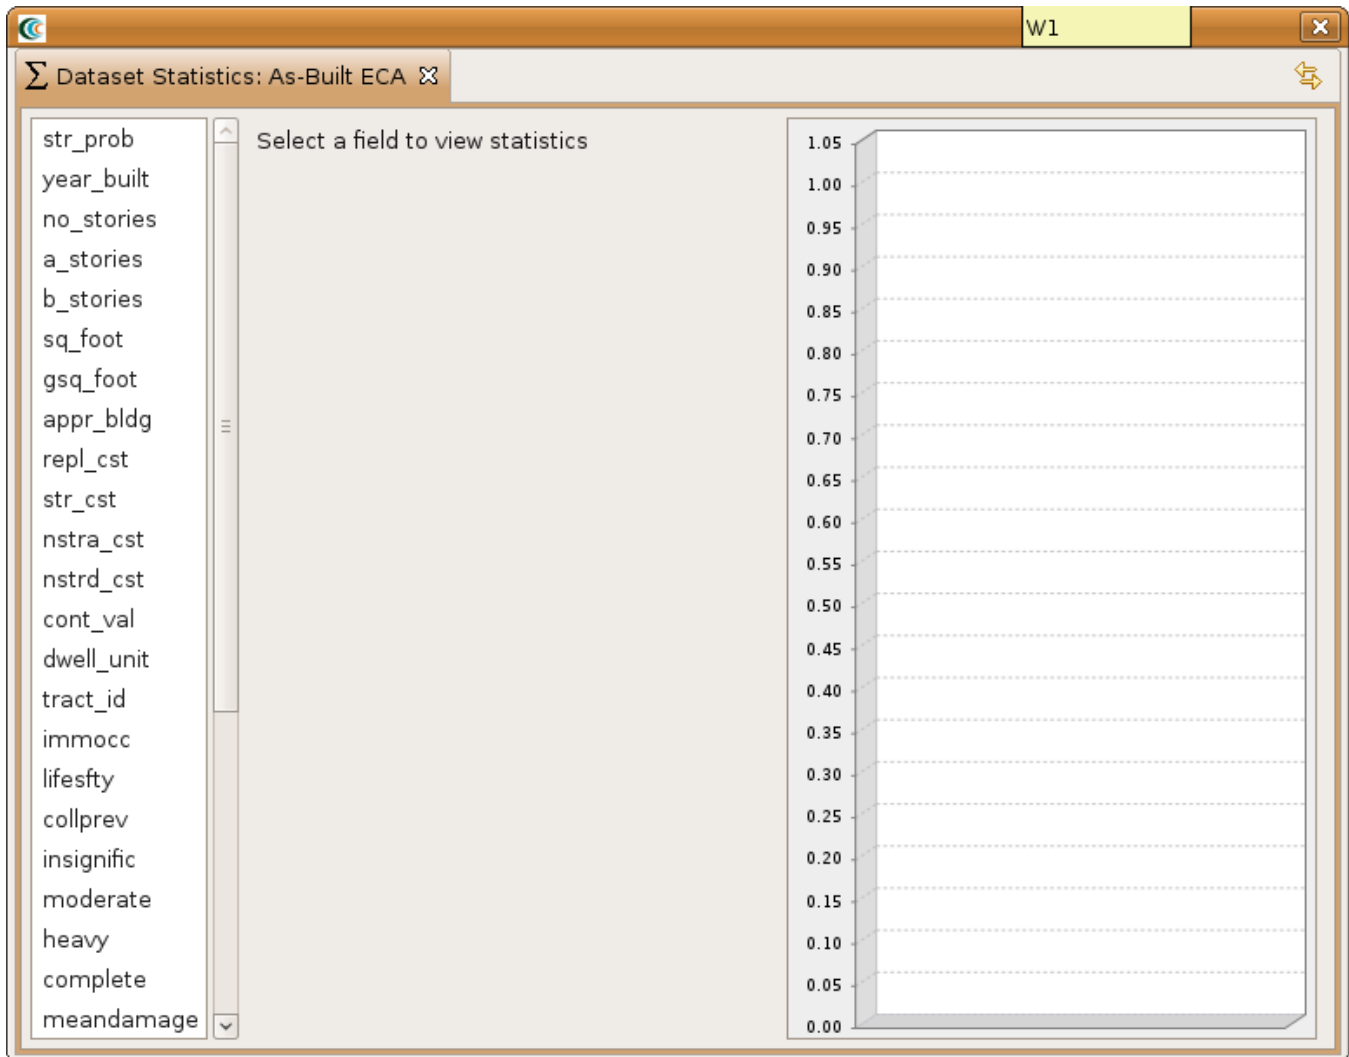 W1
Σ Dataset Statistics: As-Built ECA
str_prob
year_built
no_stories
a_stories
b_stories
sq_foot
gsq_foot
appr_bldg
repl_cst
str_cst
nstra_cst
nstrd_cst
cont_val
dwell_unit
tract_id
immocc
lifesfty
collprev
insignific
moderate
heavy
complete
meandamage
Select a field to view statistics
1.05
1.00
0.95
0.90
0.85
0.80
0.75
0.70
0.65
0.60
0.55
0.50
0.45
0.40
0.35
0.30
0.25
0.20
0.15
0.10
0.05
0.00